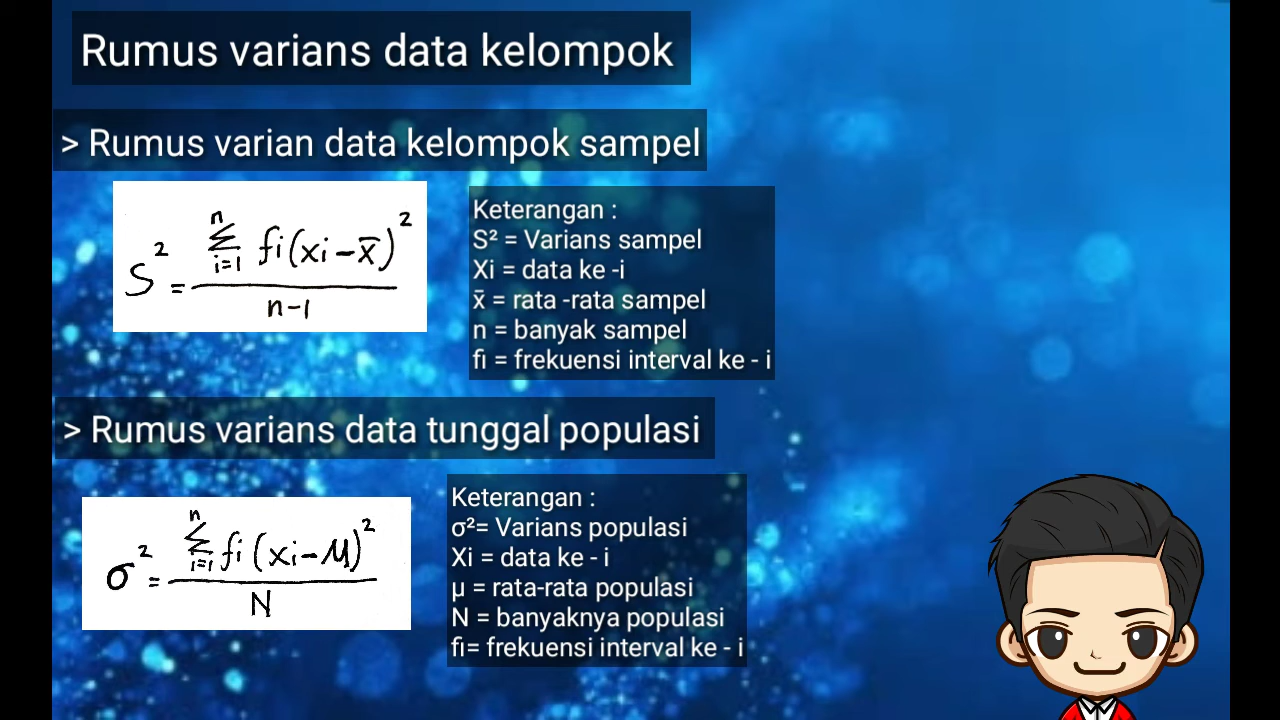 Rumus varians data kelompok
> Rumus varian data kelompok sampel
S² = n Σ i=1 fi(xi-x̄)² / n-1
Keterangan :
S² = Varians sampel
Xi = data ke -i
x̄ = rata -rata sampel
n = banyak sampel
fi = frekuensi interval ke - i
> Rumus varians data tunggal populasi
σ² = n Σ i=1 fi(xi-μ)² / N
Keterangan :
σ²= Varians populasi
Xi = data ke - i
μ = rata-rata populasi
N = banyaknya populasi
fi= frekuensi interval ke - i